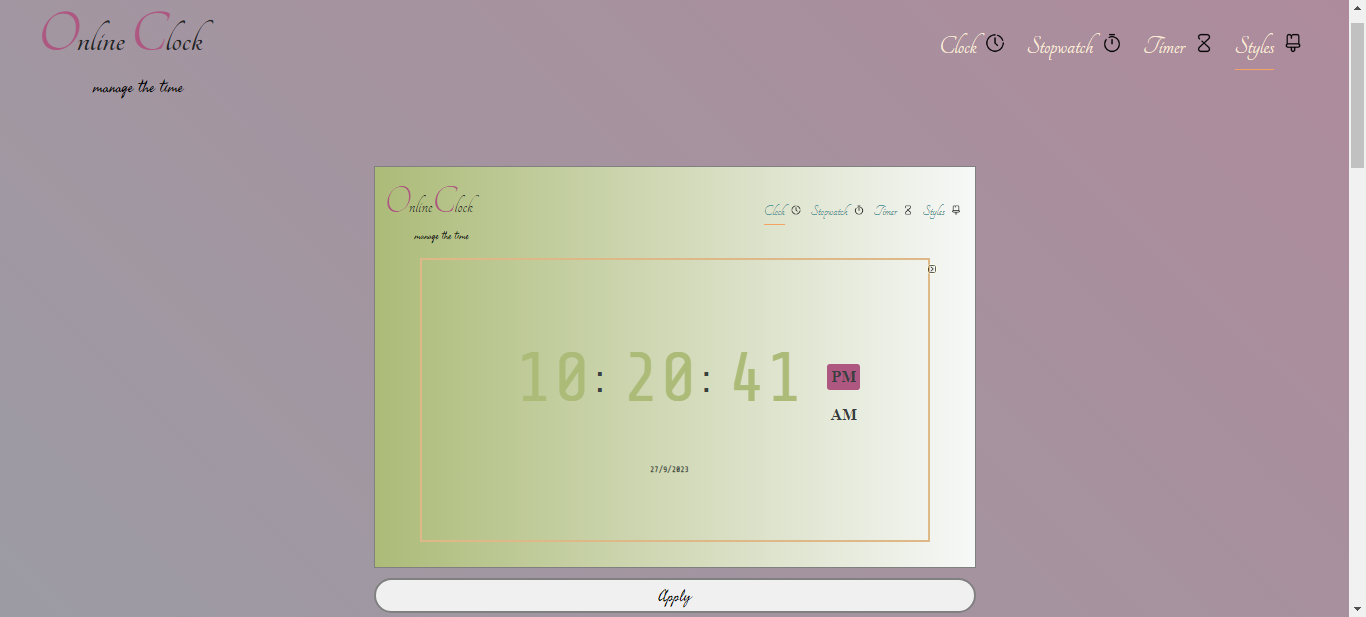 Online Clock
manage the time
Clock Stopwatch Timer Styles
Online Clock
manage the time
Clock Stopwatch Timer Styles
10: 20: 41
PM
AM
27/9/2023
Apply